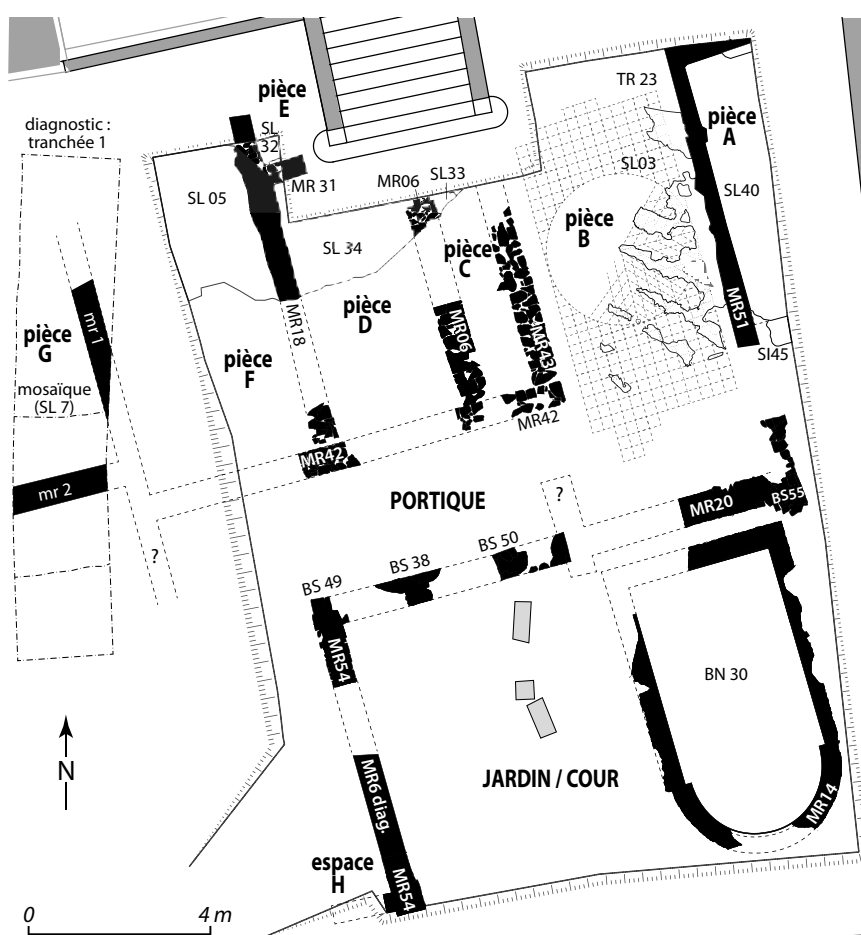 diagnostic :
tranchée 1
pièce
E
SL
32
TR 23
pièce
A
SL 05
MR 31
MR06
SL33
SL03
SL40
pièce
B
SL 34
pièce
C
pièce
D
mr 1
pièce
G
MR18
MR06
MR43
MR51
pièce
F
SI45
mosaïque
(SL 7)
MR42
MR42
mr 2
PORTIQUE
?
MR20
BS55
?
BS 50
BS 38
BS 49
MR54
BN 30
N
MR6 diag.
JARDIN / COUR
MR14
espace
H
MR54
0
4 m